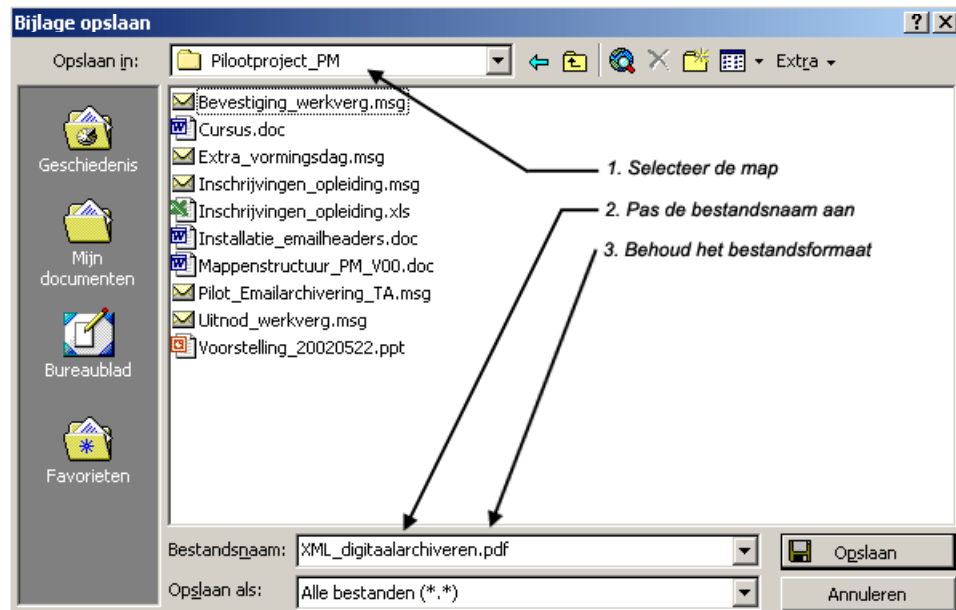 Bijlage opslaan
Opslaan in: Pilootproject_PM Extra
Geschiedenis
Mijn
documenten
Bureaublad
Favorieten
Bevestiging_werkverg.msg
Cursus.doc
Extra_vormingsdag.msg
Inschrijvingen_opleiding.msg
Inschrijvingen_opleiding.xls
Installatie_emailheaders.doc
Mappenstructuur_PM_V00.doc
Pilot_Emailarchivering_TA.msg
Uitnod_werkverg.msg
Voorstelling_20020522.ppt
1. Selecteer de map
2. Pas de bestandsnaam aan
3. Behoud het bestandsformaat
Bestandsnaam: XML_digitaalarchiveren.pdf Opslaan
Opslaan als: Alle bestanden (*.*) Annuleren